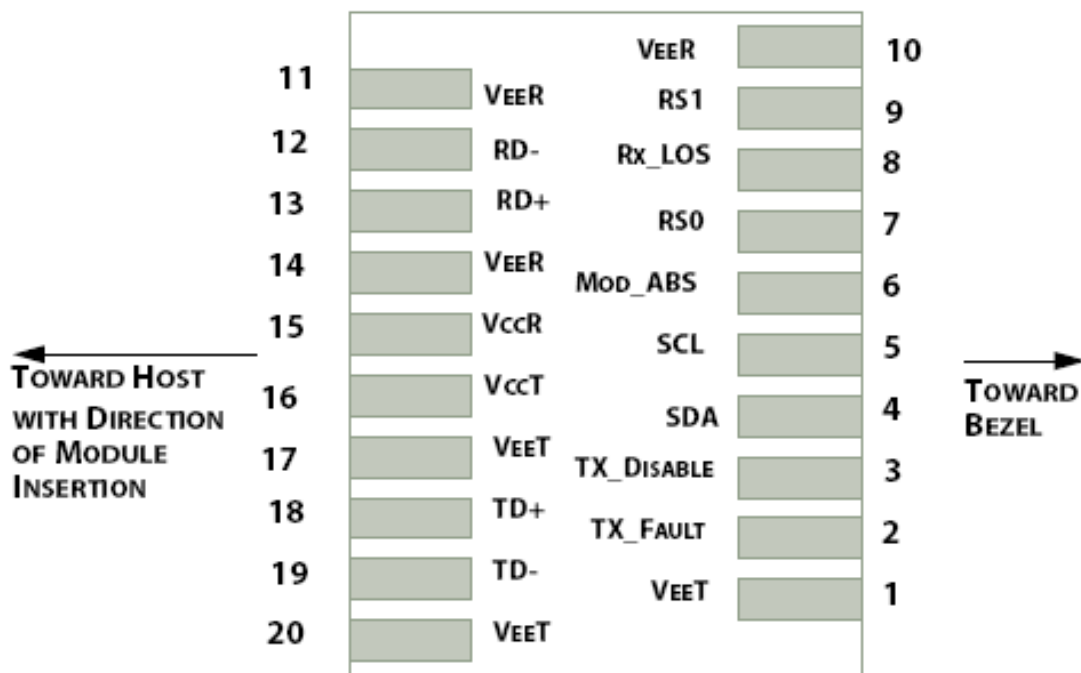 VEER
10
11
VEER
RS1
9
12
RD-
RX_LOS
8
13
RD+
RS0
7
14
VEER
MOD_ABS
6
15
VCCR
SCL
5
TOWARD HOST
WITH DIRECTION
OF MODULE
INSERTION
16
VCCT
SDA
4
TOWARD
BEZEL
17
VEET
TX_DISABLE
3
18
TD+
TX_FAULT
2
19
TD-
VEET
1
20
VEET